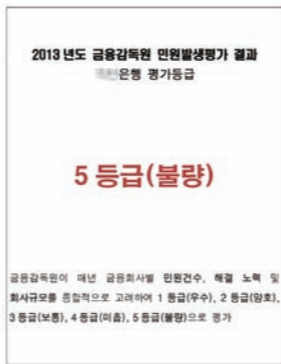 2013년도 금융감독원 민원발생평가 결과
은행 평가등급
5 등급(불량)
금융감독원이 매년 금융회사별 민원건수, 해결 노력 및
회사규모를 종합적으로 고려하여 1 등급(우수), 2 등급(양호),
3 등급(보통), 4 등급(미흡), 5 등급(불량)으로 평가